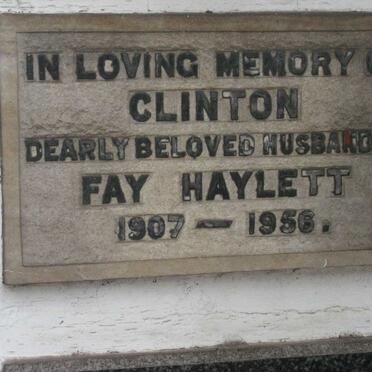 IN LOVING MEMORY
CLINTON
DEARLY BELOVED HUSBAND
FAY HAYLETT
1907 — 1956.